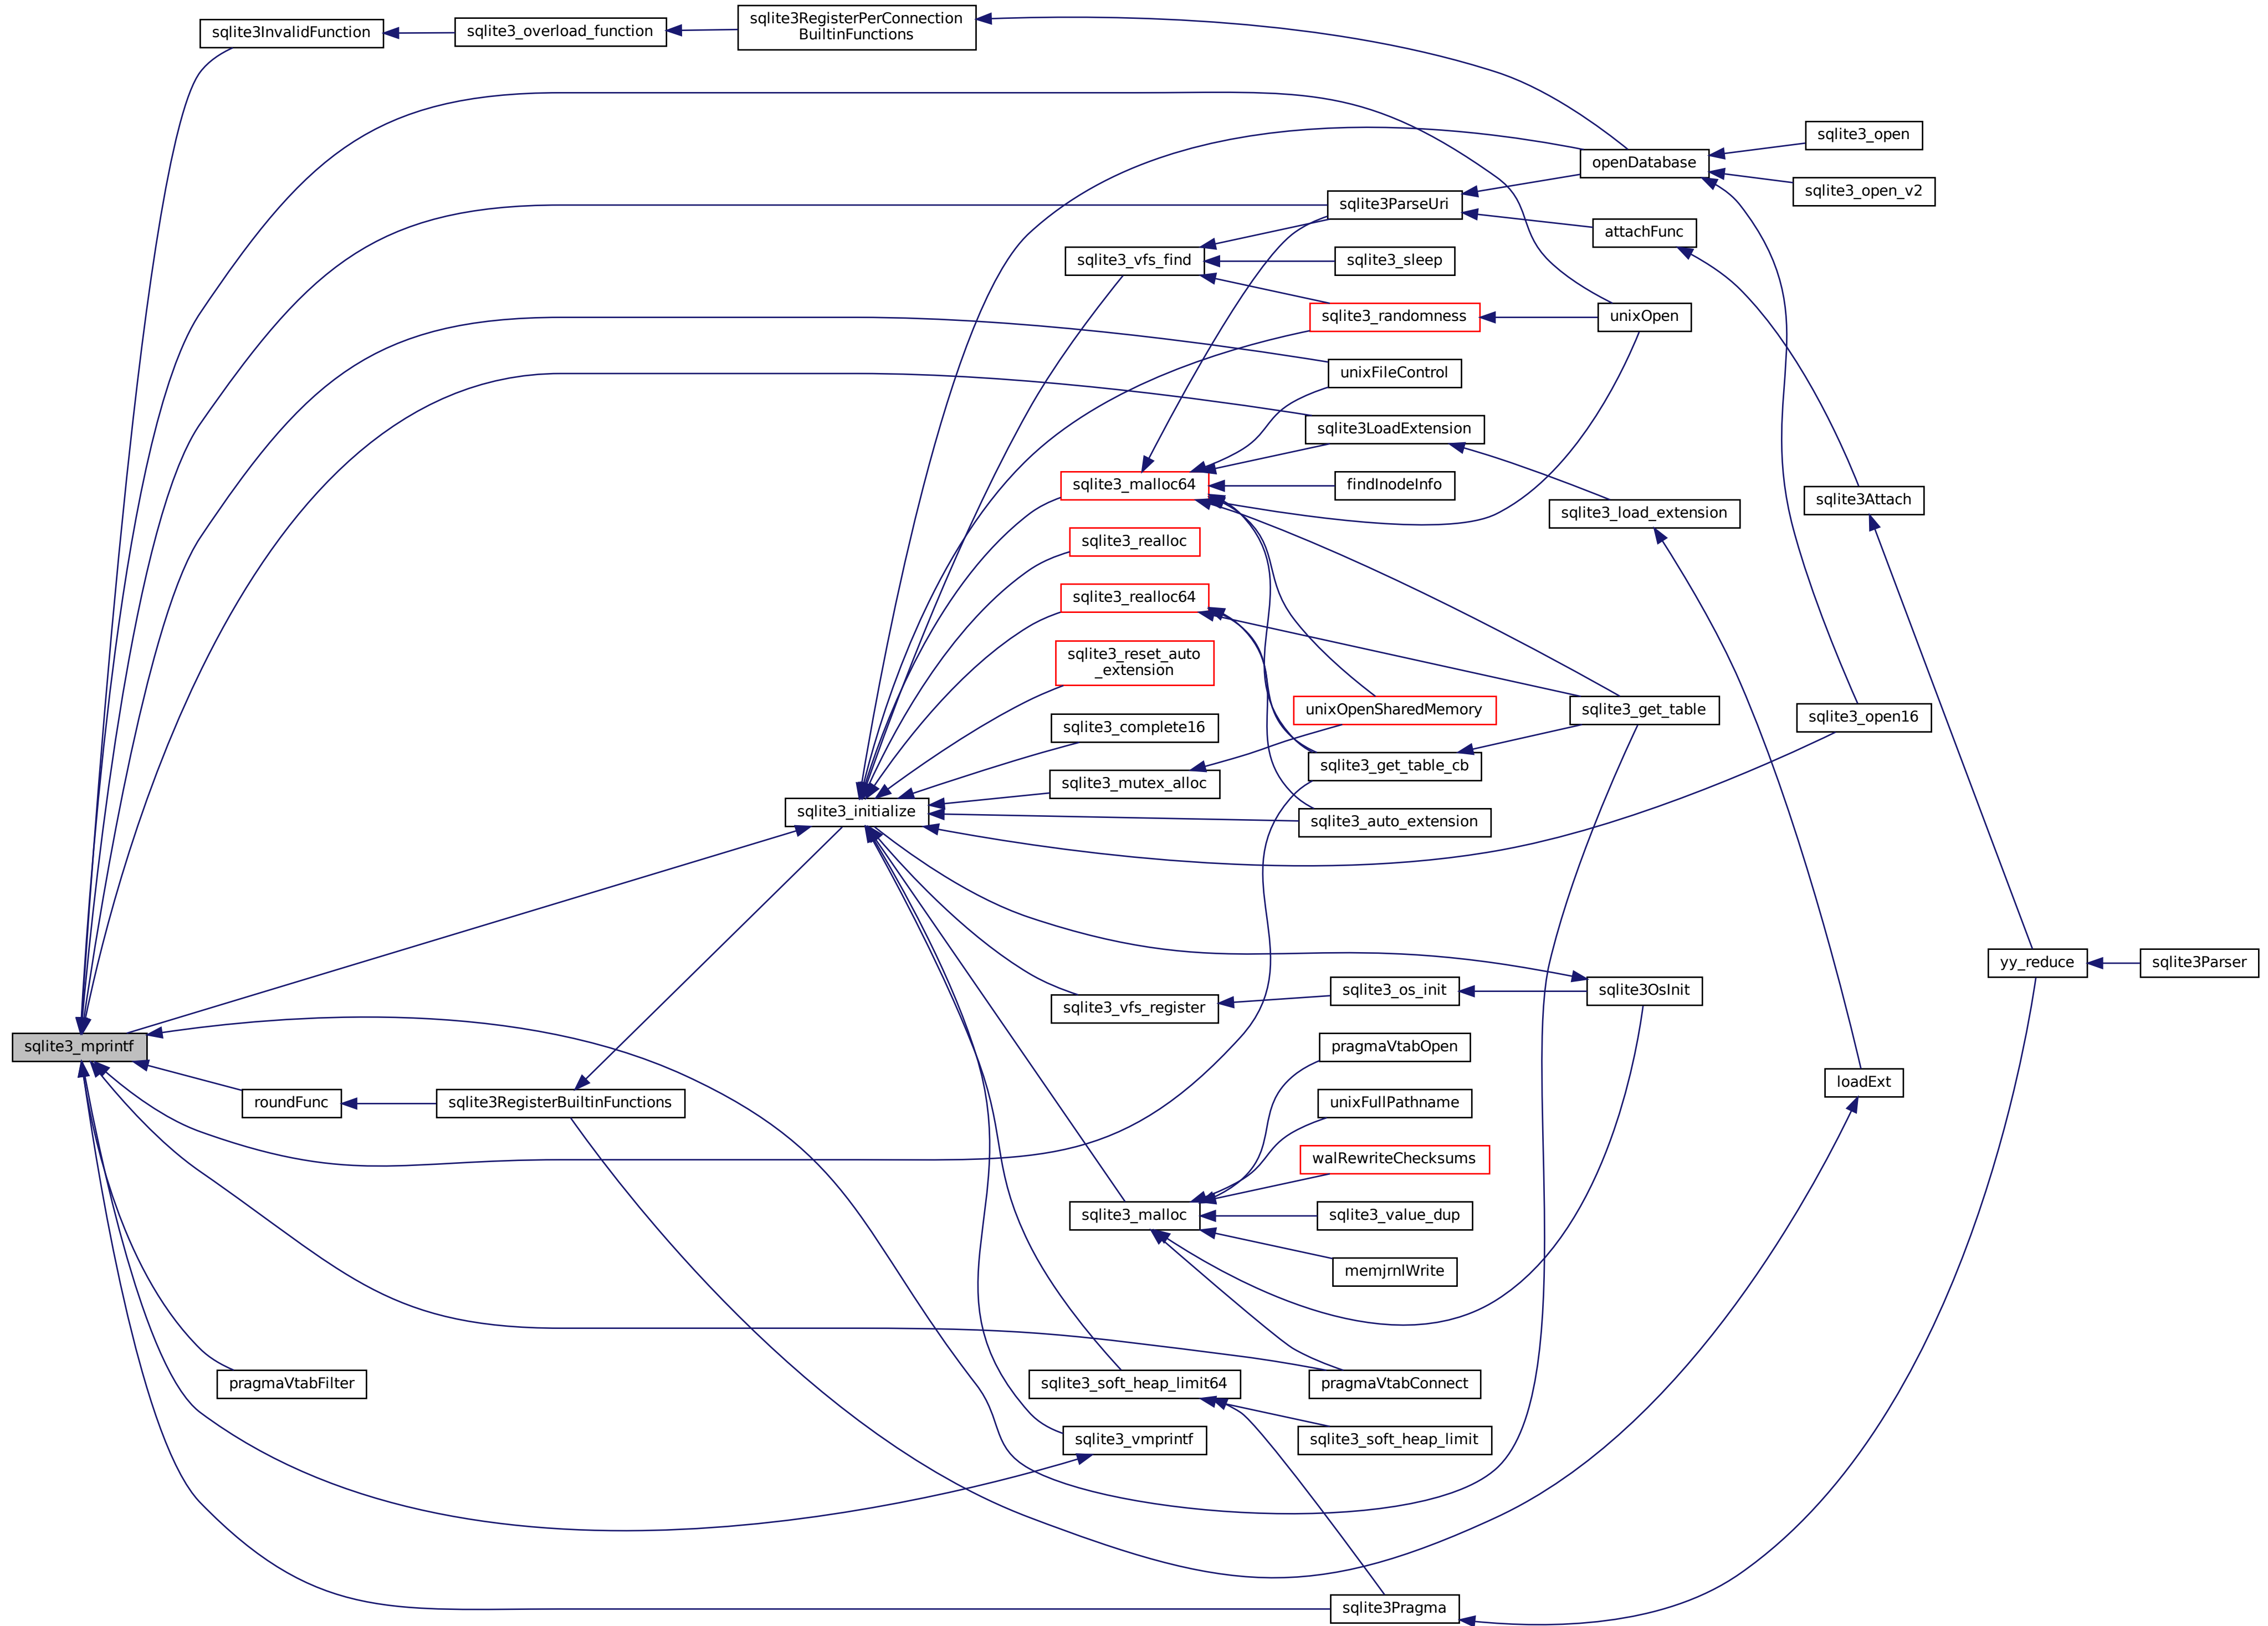 sqlite3_mprintf
sqlite3InvalidFunction
sqlite3_overload_function
sqlite3RegisterPerConnection
BuiltinFunctions
openDatabase
sqlite3_open
sqlite3_open_v2
sqlite3ParseUri
attachFunc
sqlite3_vfs_find
sqlite3_sleep
sqlite3_randomness
unixOpen
unixFileControl
sqlite3LoadExtension
sqlite3_malloc64
findInodeInfo
sqlite3_load_extension
sqlite3Attach
sqlite3_realloc
sqlite3_realloc64
sqlite3_reset_auto
_extension
unixOpenSharedMemory
sqlite3_get_table
sqlite3_open16
sqlite3_complete16
sqlite3_get_table_cb
sqlite3_mutex_alloc
sqlite3_initialize
sqlite3_auto_extension
yy_reduce
sqlite3Parser
sqlite3_os_init
sqlite3OsInit
sqlite3_vfs_register
pragmaVtabOpen
loadExt
roundFunc
sqlite3RegisterBuiltinFunctions
unixFullPathname
walRewriteChecksums
sqlite3_malloc
sqlite3_value_dup
memjrnlWrite
pragmaVtabFilter
sqlite3_soft_heap_limit64
pragmaVtabConnect
sqlite3_vmprintf
sqlite3_soft_heap_limit
sqlite3Pragma